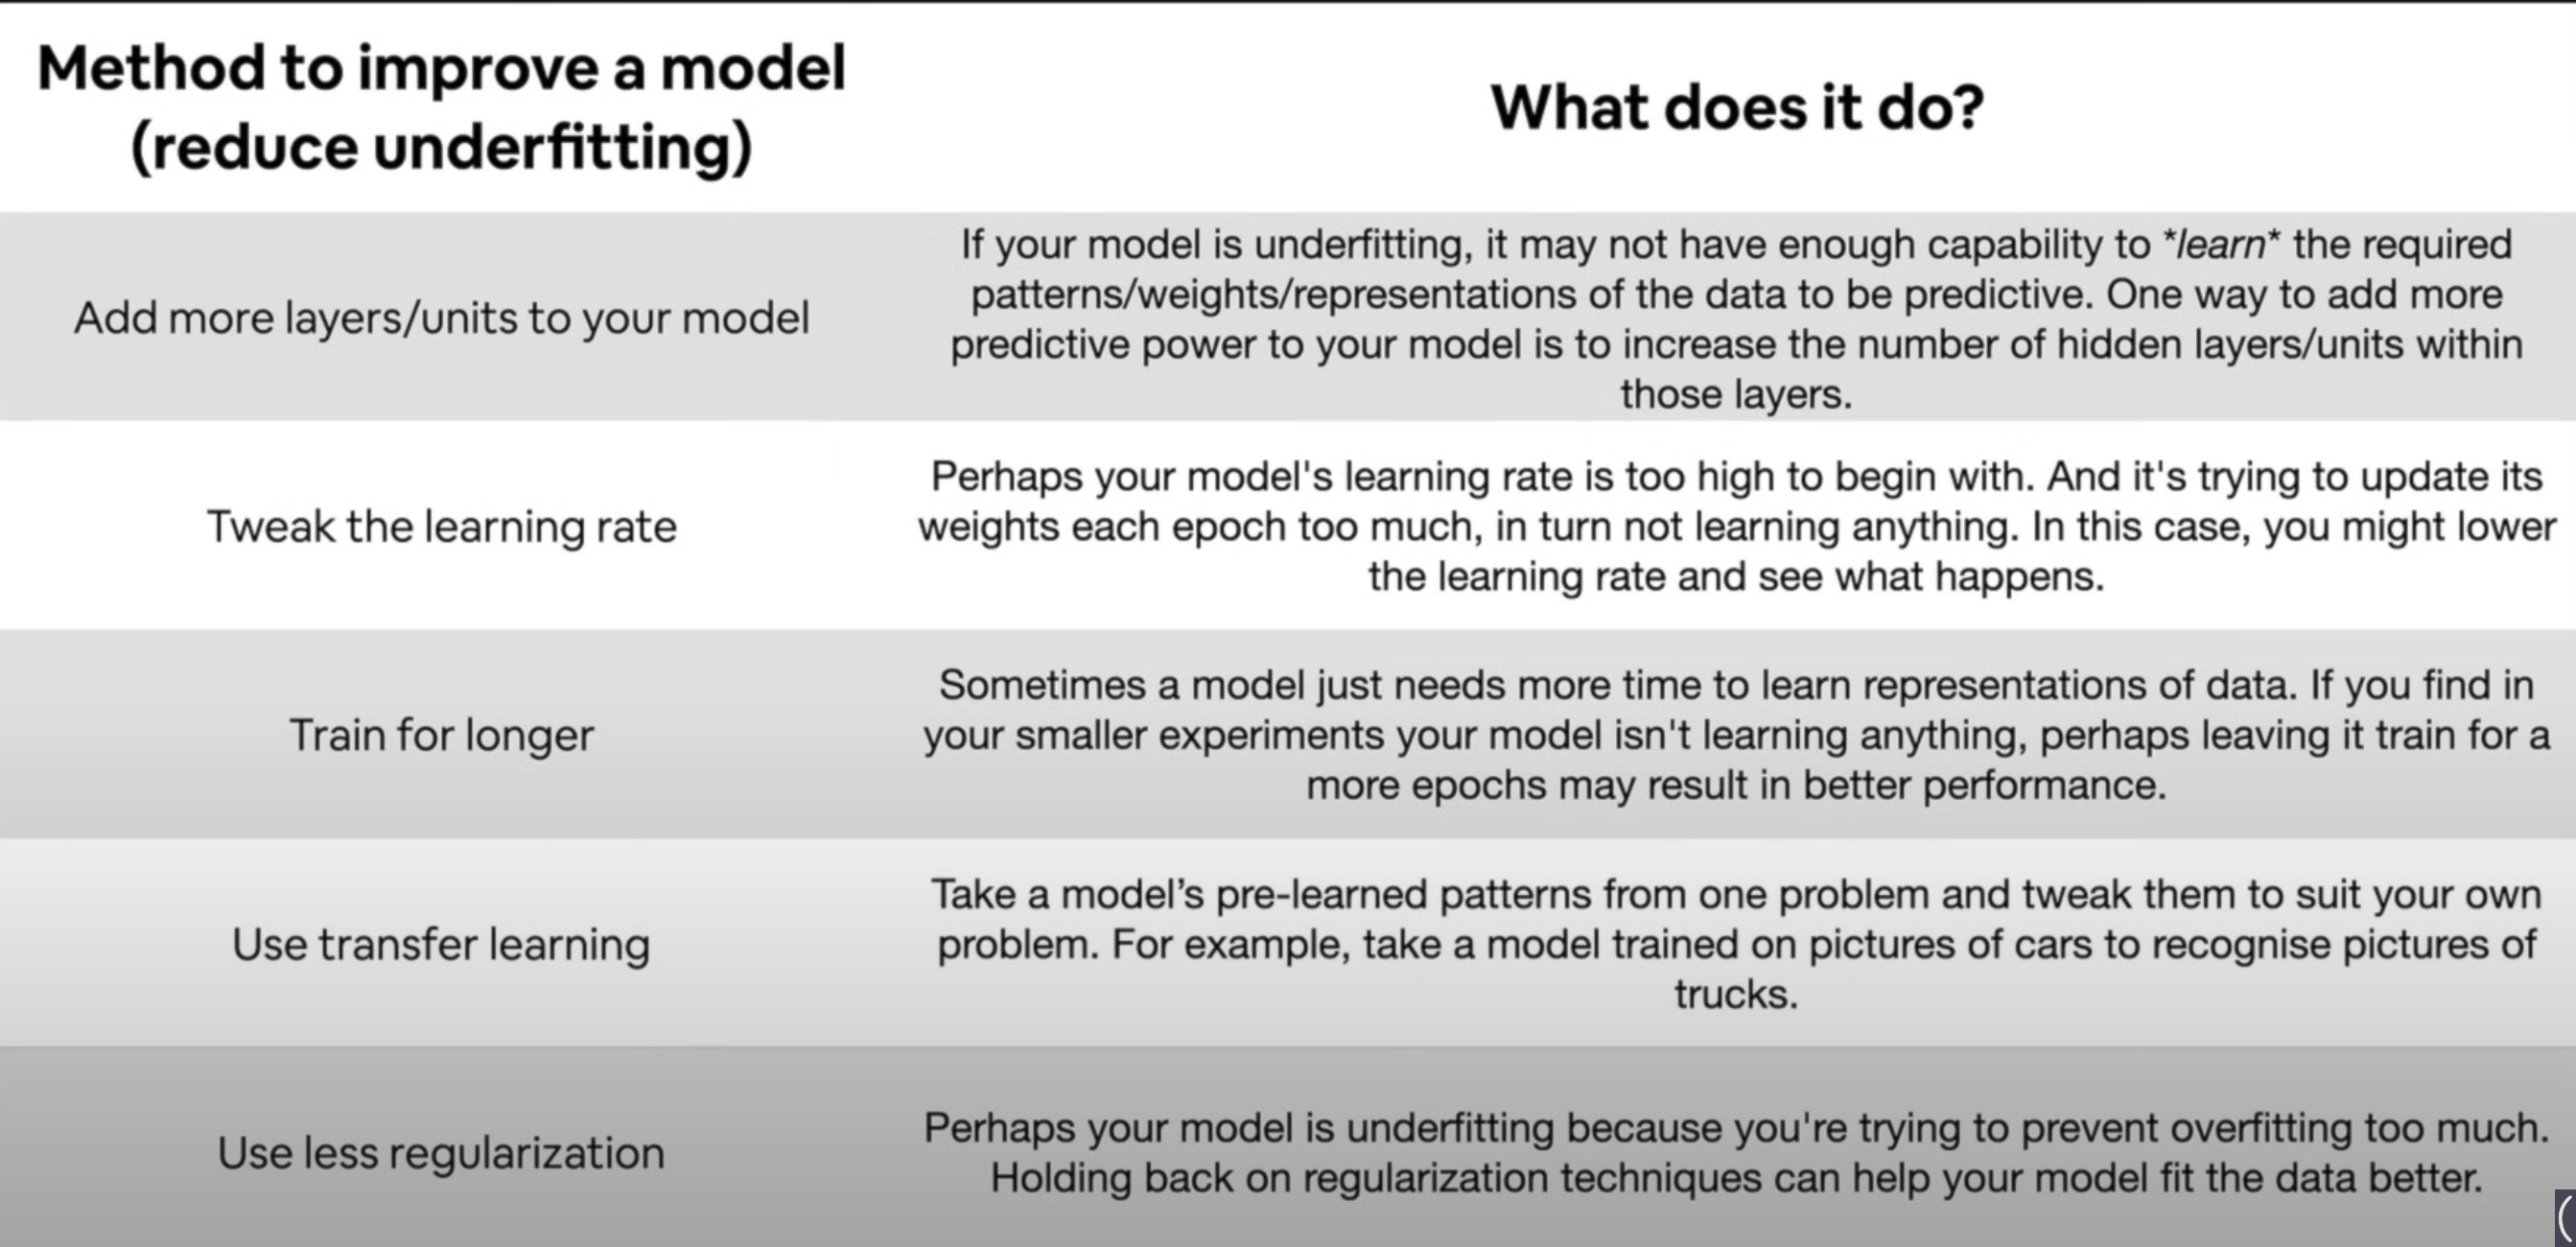 Method to improve a model
(reduce underfitting)
What does it do?
Add more layers/units to your model
If your model is underfitting, it may not have enough capability to *learn* the required
patterns/weights/representations of the data to be predictive. One way to add more
predictive power to your model is to increase the number of hidden layers/units within
those layers.
Tweak the learning rate
Perhaps your model's learning rate is too high to begin with. And it's trying to update its
weights each epoch too much, in turn not learning anything. In this case, you might lower
the learning rate and see what happens.
Train for longer
Sometimes a model just needs more time to learn representations of data. If you find in
your smaller experiments your model isn't learning anything, perhaps leaving it train for a
more epochs may result in better performance.
Use transfer learning
Take a model’s pre-learned patterns from one problem and tweak them to suit your own
problem. For example, take a model trained on pictures of cars to recognise pictures of
trucks.
Use less regularization
Perhaps your model is underfitting because you're trying to prevent overfitting too much.
Holding back on regularization techniques can help your model fit the data better.